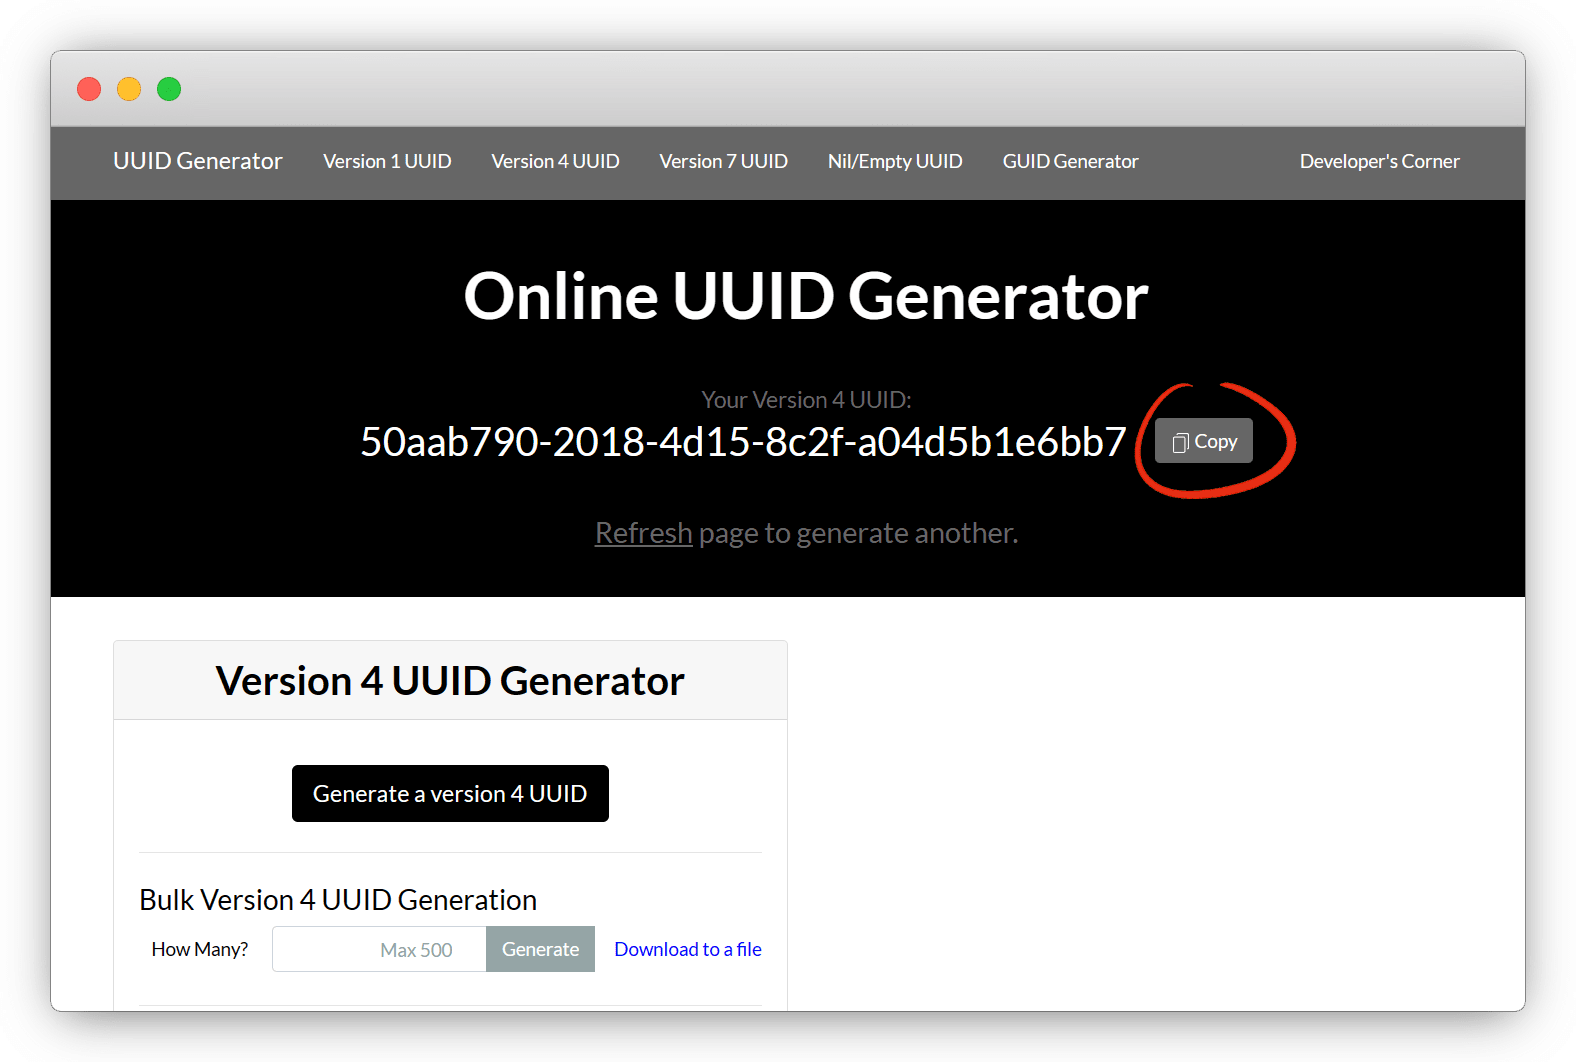 UUID Generator Version 1 UUID Version 4 UUID Version 7 UUID Nil/Empty UUID GUID Generator Developer's Corner
Online UUID Generator
Your Version 4 UUID:
50aab790-2018-4d15-8c2f-a04d5b1e6bb7 Copy
Refresh page to generate another.
Version 4 UUID Generator
Generate a version 4 UUID
Bulk Version 4 UUID Generation
How Many? Max 500 Generate Download to a file